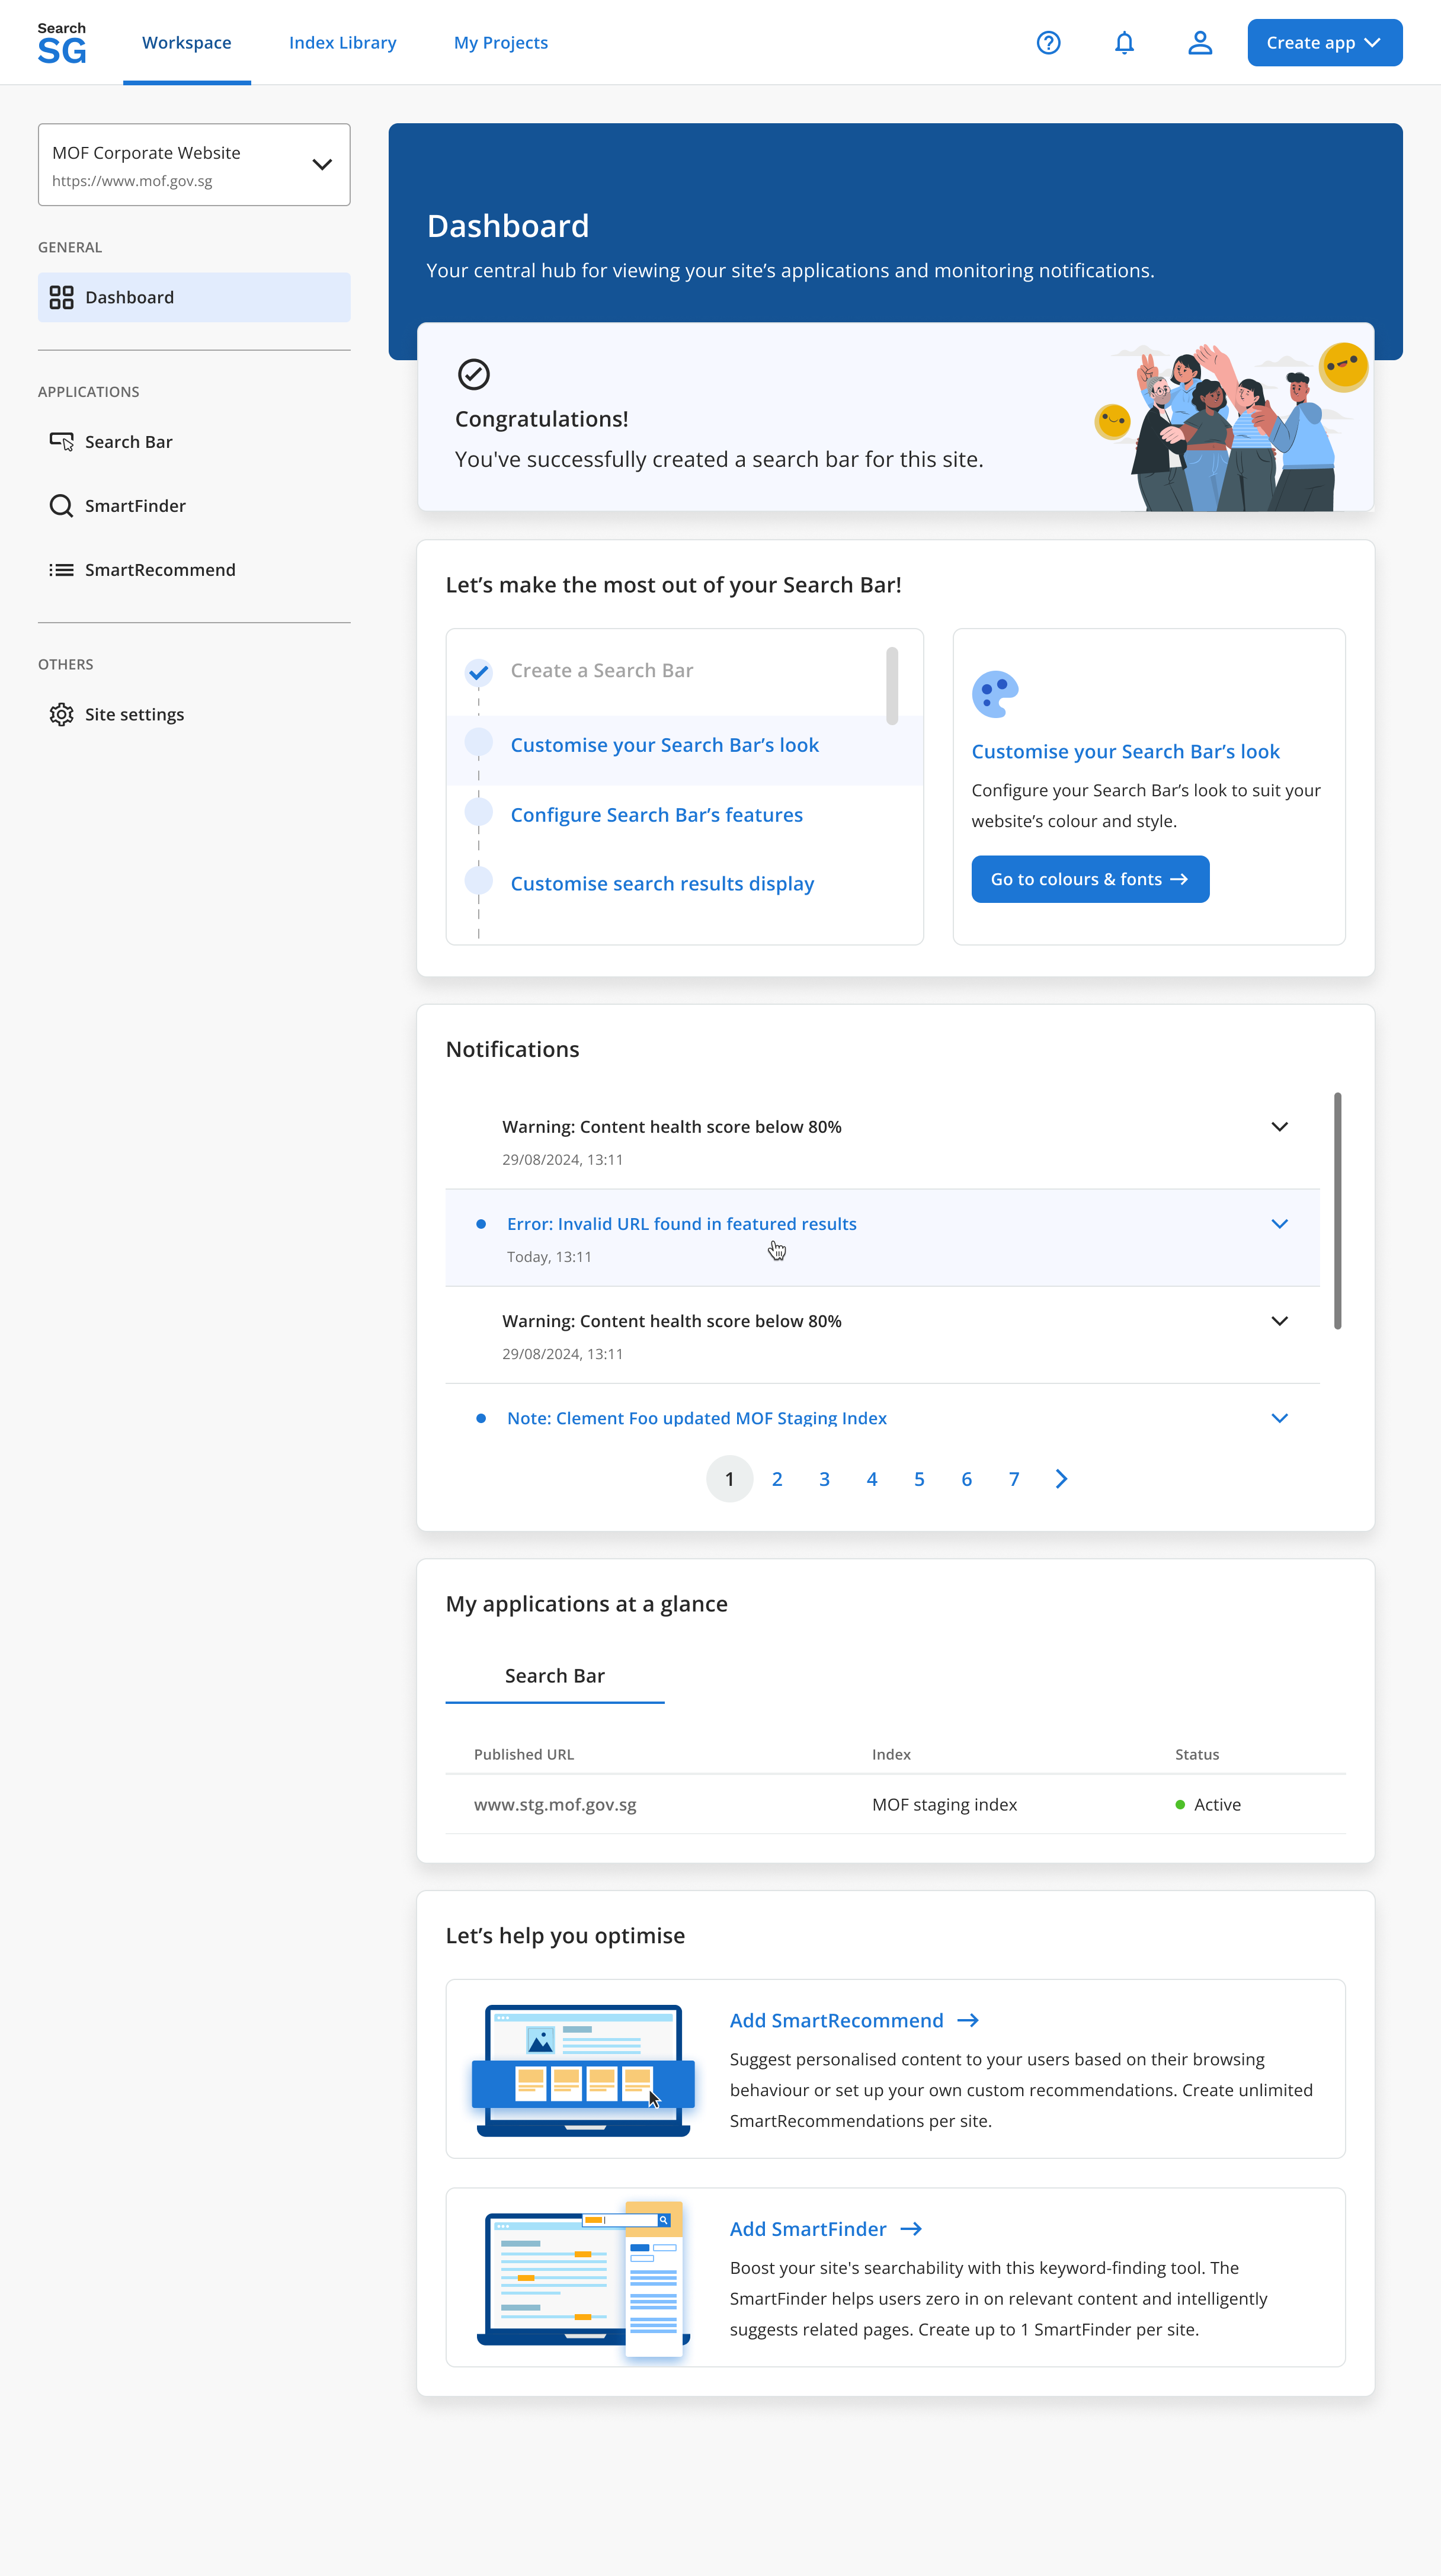 Search
SG
Workspace
Index Library
My Projects
Create app
MOF Corporate Website
https://www.mof.gov.sg
GENERAL
Dashboard
APPLICATIONS
Search Bar
SmartFinder
SmartRecommend
OTHERS
Site settings
Dashboard
Your central hub for viewing your site’s applications and monitoring notifications.
Congratulations!
You've successfully created a search bar for this site.
Let’s make the most out of your Search Bar!
Create a Search Bar
Customise your Search Bar’s look
Configure Search Bar’s features
Customise search results display
Customise your Search Bar’s look
Configure your Search Bar’s look to suit your
website’s colour and style.
Go to colours & fonts
Notifications
Warning: Content health score below 80%
29/08/2024, 13:11
Error: Invalid URL found in featured results
Today, 13:11
Warning: Content health score below 80%
29/08/2024, 13:11
Note: Clement Foo updated MOF Staging Index
1 2 3 4 5 6 7
My applications at a glance
Search Bar
Published URL Index Status
www.stg.mof.gov.sg MOF staging index Active
Let’s help you optimise
Add SmartRecommend
Suggest personalised content to your users based on their browsing
behaviour or set up your own custom recommendations. Create unlimited
SmartRecommendations per site.
Add SmartFinder
Boost your site's searchability with this keyword-finding tool. The
SmartFinder helps users zero in on relevant content and intelligently
suggests related pages. Create up to 1 SmartFinder per site.